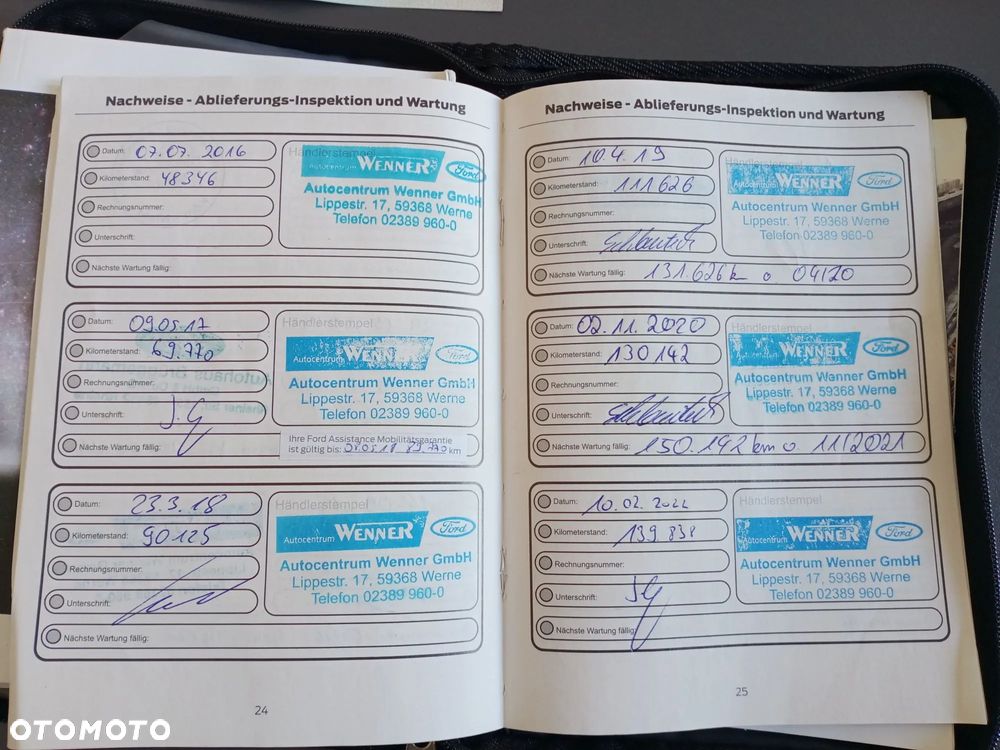 Nachweise - Ablieferungs-Inspektion und Wartung
Datum: 07.07. 2016
Kilometerstand: 48346
Rechnungsnummer:
Unterschrift:
Nächste Wartung fällig:
Händlerstempel
Autocentrum WENNER Ford
Autocentrum Wenner GmbH
Lippestr. 17, 59368 Werne
Telefon 02389 960-0
Datum: 09.05.17
Kilometerstand: 69.770
Rechnungsnummer:
Unterschrift:
Nächste Wartung fällig:
Händlerstempel
Autocentrum WENNER Ford
Autocentrum Wenner GmbH
Lippestr. 17, 59368 Werne
Telefon 02389 960-0
Ihre Ford Assistance Mobilitätsgarantie
ist gültig bis: 89.770 km
Datum: 23.3.18
Kilometerstand: 90125
Rechnungsnummer:
Unterschrift:
Nächste Wartung fällig:
Händlerstempel
Autocentrum WENNER Ford
Autocentrum Wenner GmbH
Lippestr. 17, 59368 Werne
Telefon 02389 960-0
24
Nachweise - Ablieferungs-Inspektion und Wartung
Datum: 10.4.19
Kilometerstand: 111626
Rechnungsnummer:
Unterschrift:
Nächste Wartung fällig: 131.626k o 04/20
Händlerstempel
Autocentrum WENNER Ford
Autocentrum Wenner GmbH
Lippestr. 17, 59368 Werne
Telefon 02389 960-0
Datum: 02.11.2020
Kilometerstand: 130142
Rechnungsnummer:
Unterschrift:
Nächste Wartung fällig: 150.142 km o 11/2021
Händlerstempel
Autocentrum WENNER Ford
Autocentrum Wenner GmbH
Lippestr. 17, 59368 Werne
Telefon 02389 960-0
Datum: 10.02.2022
Kilometerstand: 139.838
Rechnungsnummer:
Unterschrift:
Nächste Wartung fällig:
Händlerstempel
Autocentrum WENNER Ford
Autocentrum Wenner GmbH
Lippestr. 17, 59368 Werne
Telefon 02389 960-0
25
OTOMOTO